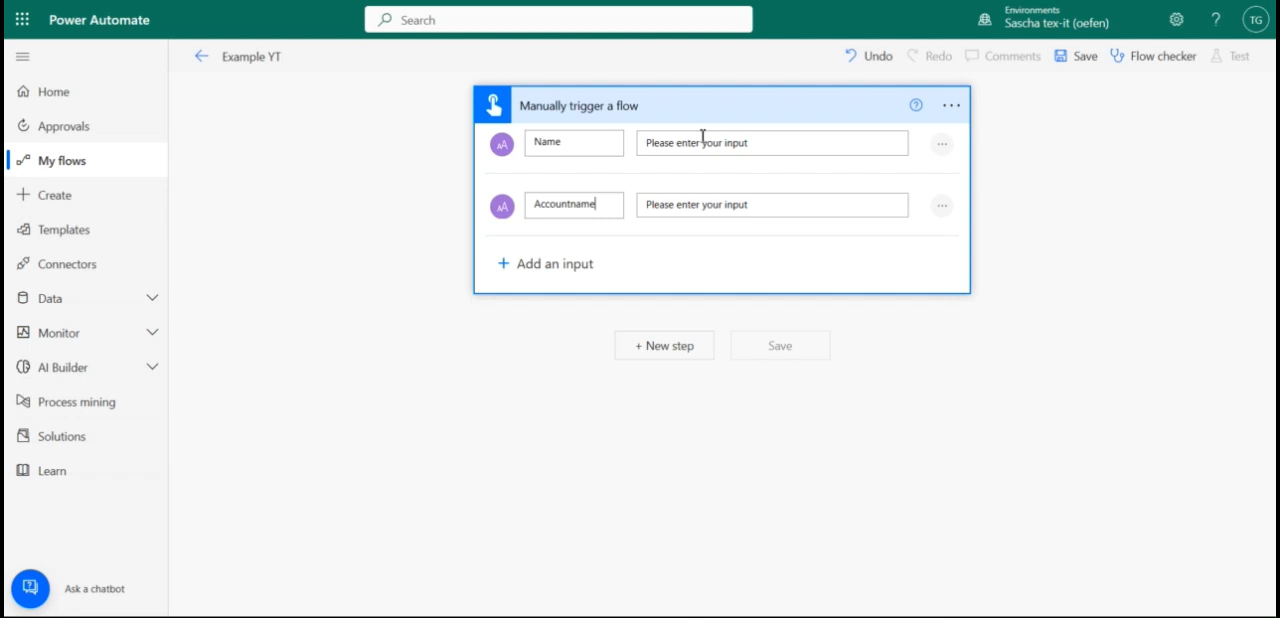 Power Automate
Search
Environments
Sascha tex-it (oefen)
?
TG
Example YT
Undo
Redo
Comments
Save
Flow checker
Test
Home
Approvals
My flows
Create
Templates
Connectors
Data
Monitor
AI Builder
Process mining
Solutions
Learn
Ask a chatbot
Manually trigger a flow
?
...
AA
Name
Please enter your input
...
AA
Accountname
Please enter your input
...
+ Add an input
+ New step
Save